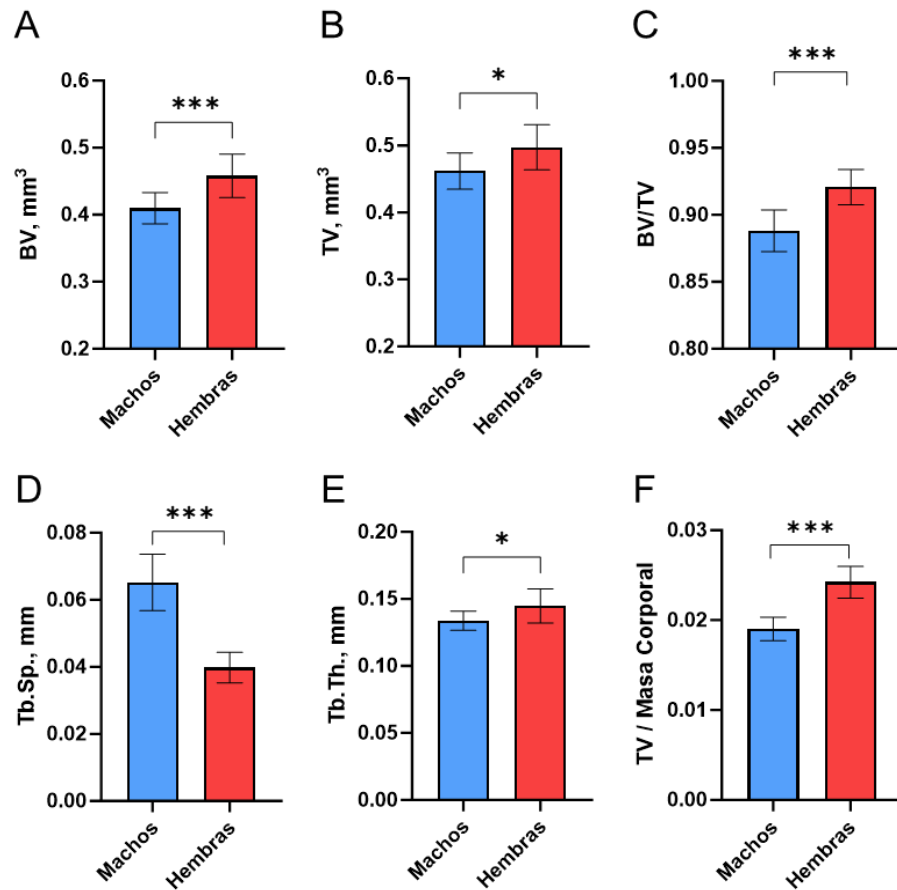 A
BV, mm³
0.6
0.5
0.4
0.3
0.2
***
Machos
Hembras
B
TV, mm³
0.6
0.5
0.4
0.3
0.2
*
Machos
Hembras
C
BV/TV
1.00
0.95
0.90
0.85
0.80
***
Machos
Hembras
D
Tb.Sp., mm
0.08
0.06
0.04
0.02
0.00
***
Machos
Hembras
E
Tb.Th., mm
0.20
0.15
0.10
0.05
0.00
*
Machos
Hembras
F
TV / Masa Corporal
0.03
0.02
0.01
0.00
***
Machos
Hembras